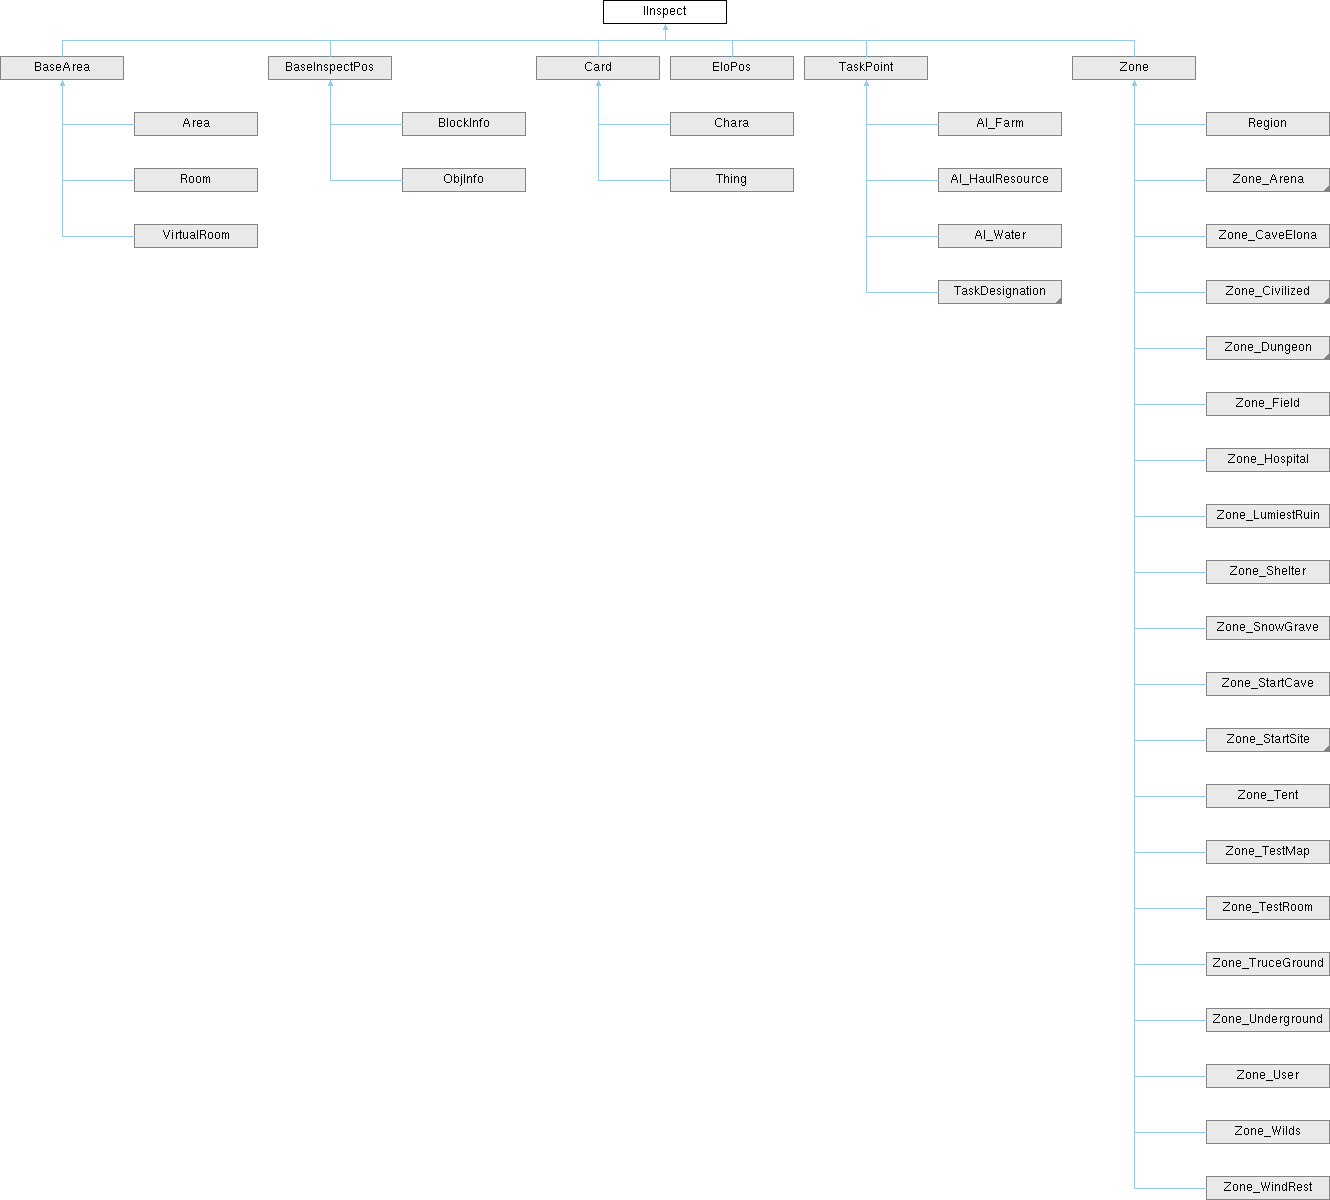 IInspect
BaseArea
BaseInspectPos
Card
EloPos
TaskPoint
Zone
Area
BlockInfo
Chara
AI_Farm
Region
Room
ObjInfo
Thing
AI_HaulResource
Zone_Arena
VirtualRoom
AI_Water
Zone_CaveElona
TaskDesignation
Zone_Civilized
Zone_Dungeon
Zone_Field
Zone_Hospital
Zone_LumiestRuin
Zone_Shelter
Zone_SnowGrave
Zone_StartCave
Zone_StartSite
Zone_Tent
Zone_TestMap
Zone_TestRoom
Zone_TruceGround
Zone_Underground
Zone_User
Zone_Wilds
Zone_WindRest